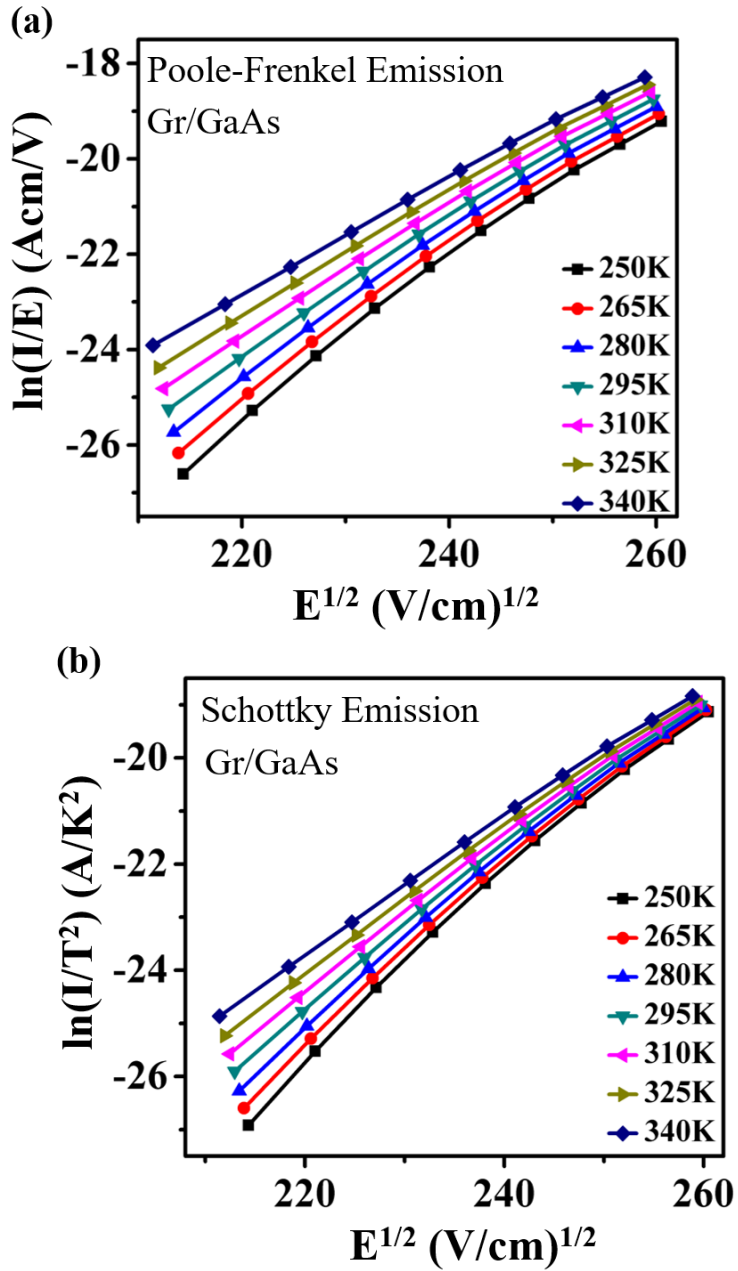 (a)
Poole-Frenkel Emission
Gr/GaAs
ln(I/E) (Acm/V)
-18
-20
-22
-24
-26
250K
265K
280K
295K
310K
325K
340K
220
240
260
E^1/2 (V/cm)^1/2
(b)
Schottky Emission
Gr/GaAs
ln(I/T²) (A/K²)
-20
-22
-24
-26
250K
265K
280K
295K
310K
325K
340K
220
240
260
E^1/2 (V/cm)^1/2